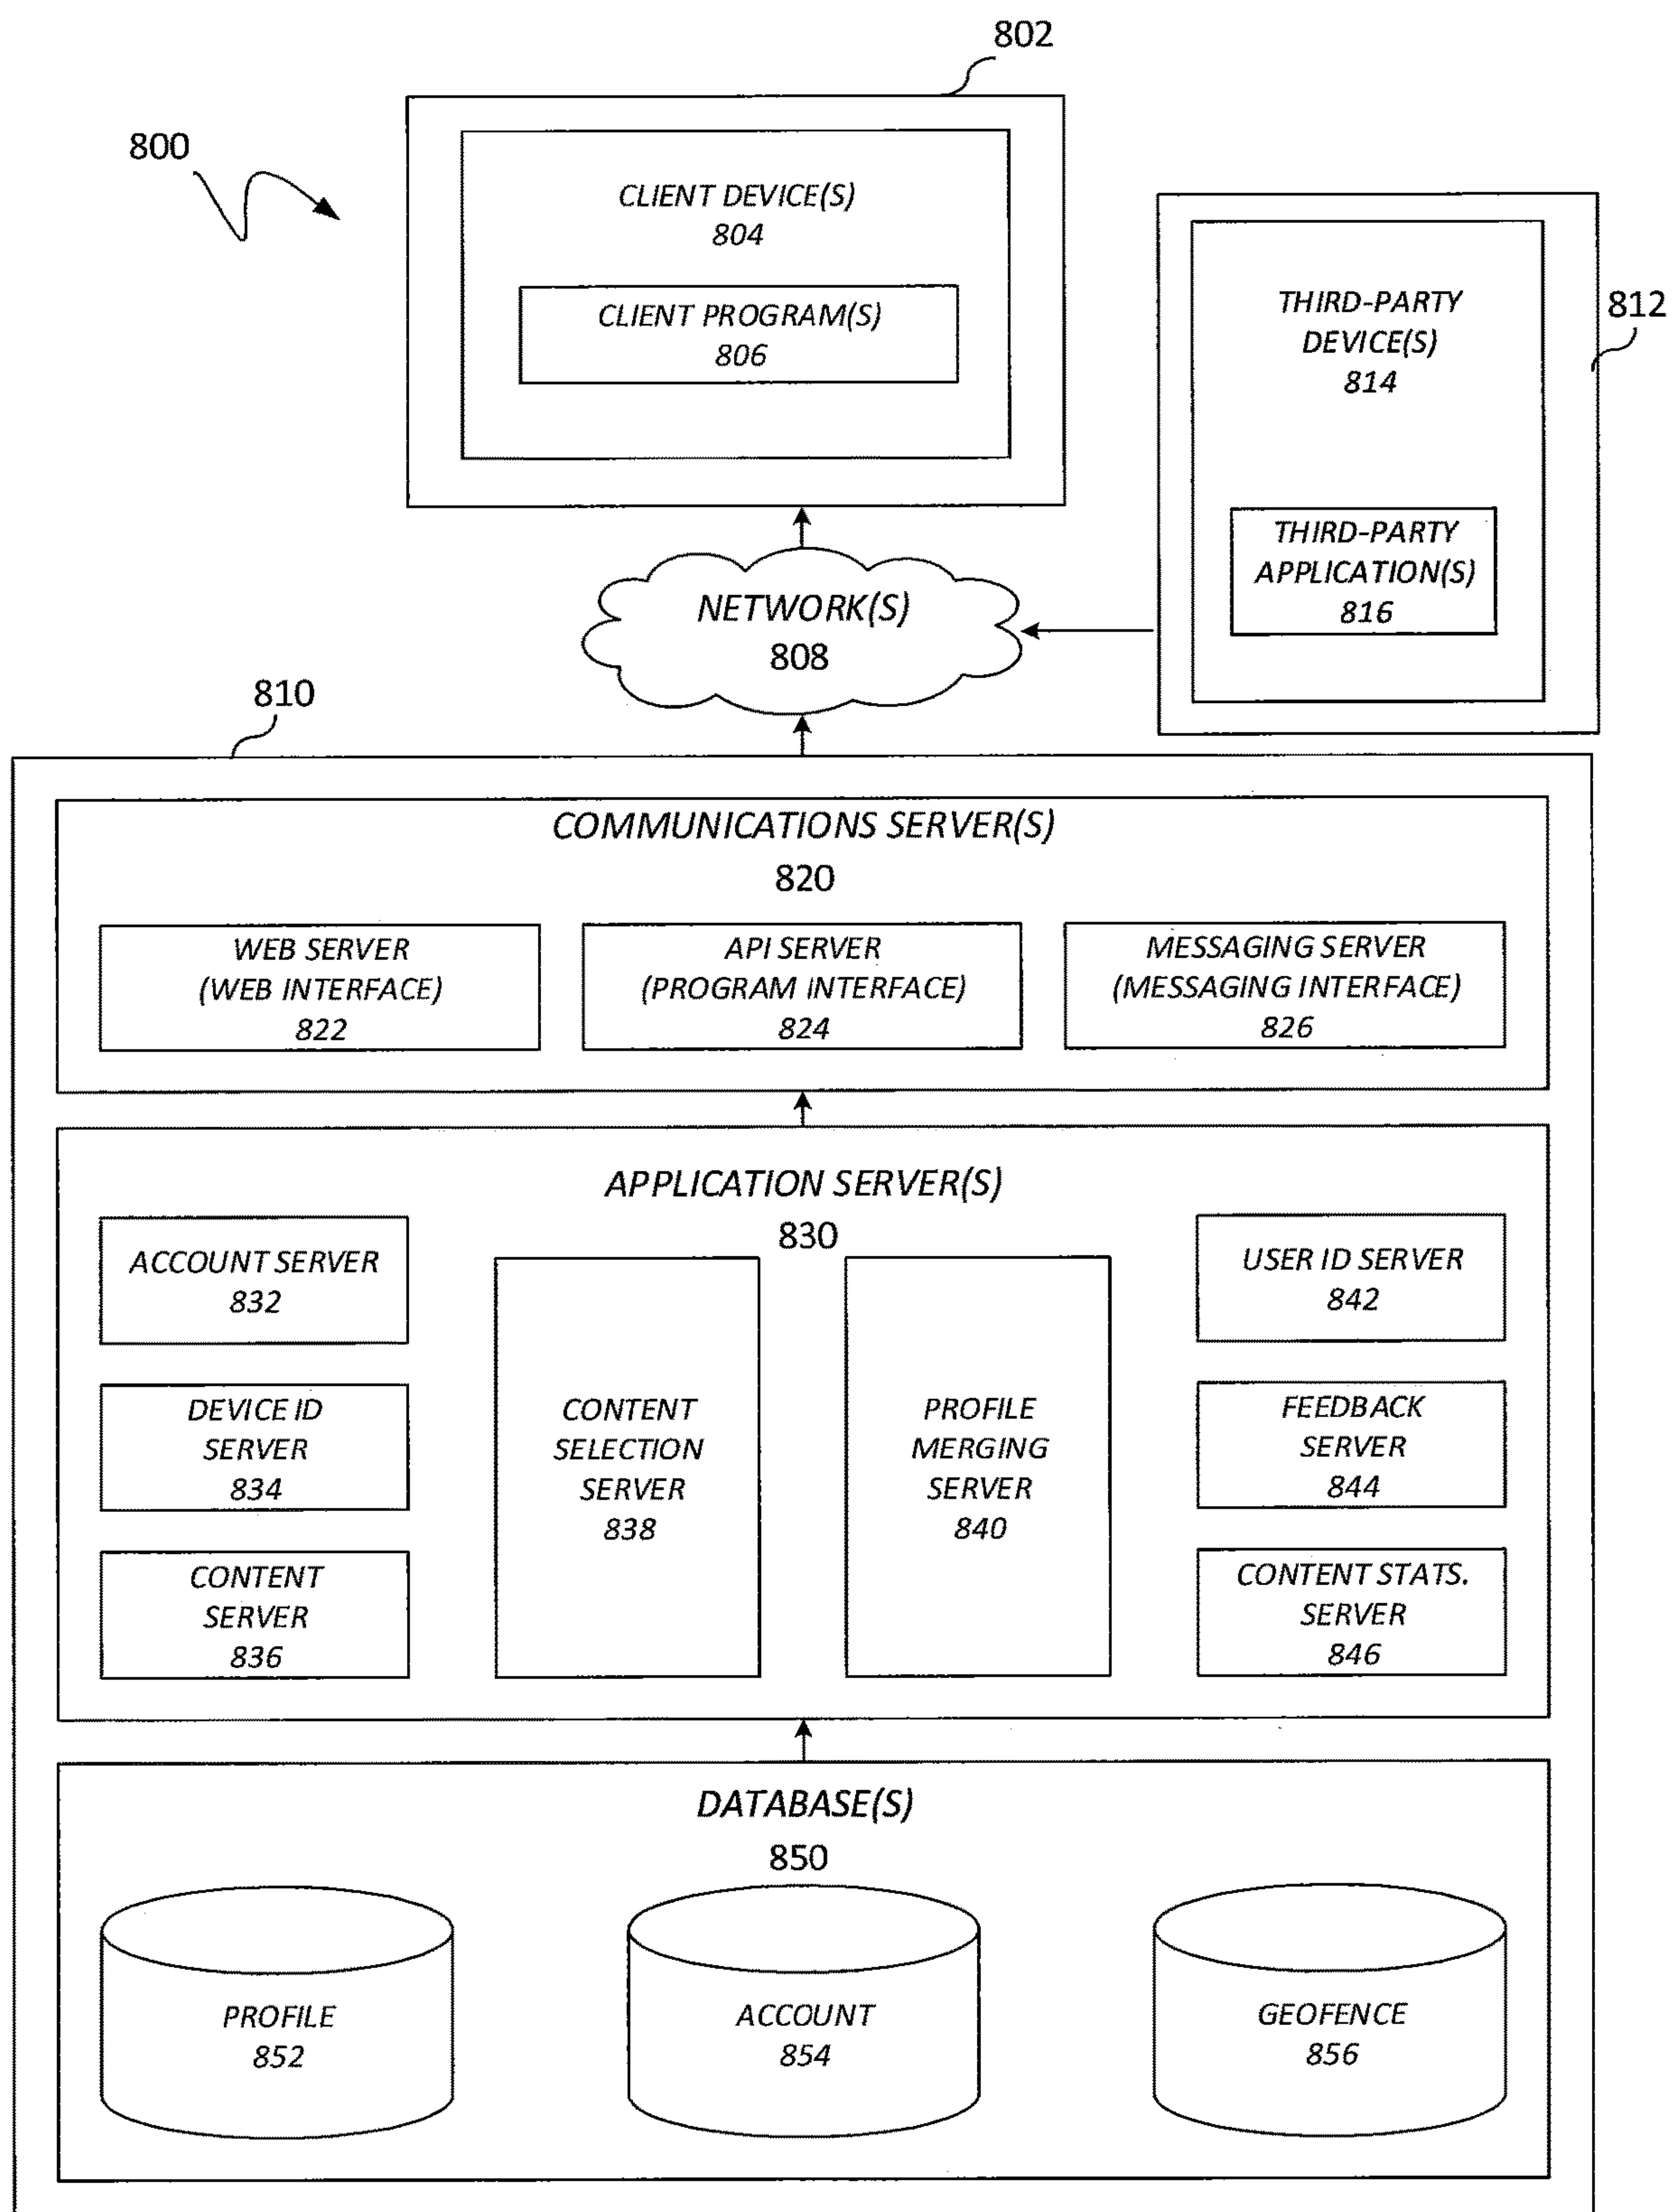 802
800
CLIENT DEVICE(S)
804
CLIENT PROGRAM(S)
806
812
THIRD-PARTY
DEVICE(S)
814
THIRD-PARTY
APPLICATION(S)
816
NETWORK(S)
808
810
COMMUNICATIONS SERVER(S)
820
WEB SERVER
(WEB INTERFACE)
822
API SERVER
(PROGRAM INTERFACE)
824
MESSAGING SERVER
(MESSAGING INTERFACE)
826
APPLICATION SERVER(S)
830
ACCOUNT SERVER
832
DEVICE ID
SERVER
834
CONTENT
SERVER
836
CONTENT
SELECTION
SERVER
838
PROFILE
MERGING
SERVER
840
USER ID SERVER
842
FEEDBACK
SERVER
844
CONTENT STATS.
SERVER
846
DATABASE(S)
850
PROFILE
852
ACCOUNT
854
GEOFENCE
856